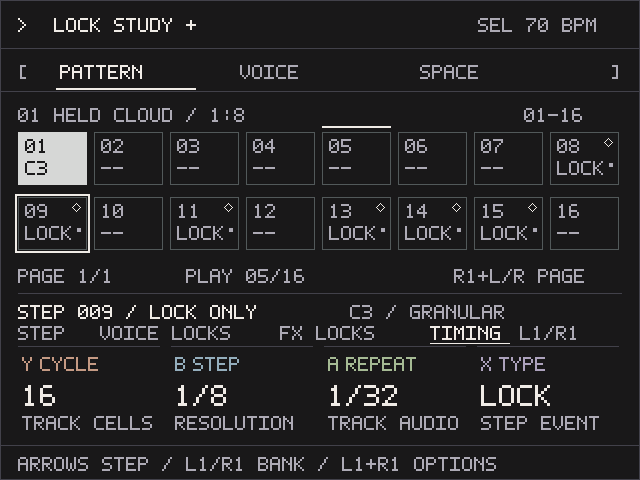 > LOCK STUDY + SEL 70 BPM
[ PATTERN VOICE SPACE ]
01 HELD CLOUD / 1:8 01-16
01 02 03 04 05 06 07 08 ◇
C3 -- -- -- -- -- -- LOCK▪
09 ◇ 10 11 ◇ 12 13 ◇ 14 ◇ 15 ◇ 16
LOCK▪ -- LOCK▪ -- LOCK▪ LOCK▪ LOCK▪ --
PAGE 1/1 PLAY 05/16 R1+L/R PAGE
STEP 009 / LOCK ONLY C3 / GRANULAR
STEP VOICE LOCKS FX LOCKS TIMING L1/R1
Y CYCLE B STEP A REPEAT X TYPE
16 1/8 1/32 LOCK
TRACK CELLS RESOLUTION TRACK AUDIO STEP EVENT
ARROWS STEP / L1/R1 BANK / L1+R1 OPTIONS